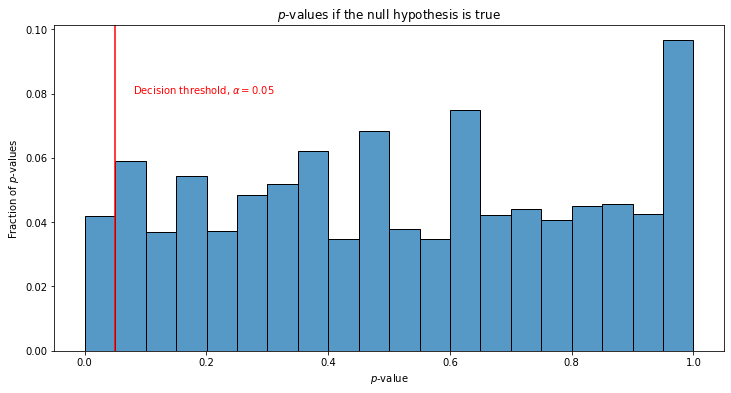 p-values if the null hypothesis is true
Decision threshold, α = 0.05
Fraction of p-values
0.10
0.08
0.06
0.04
0.02
0.00
0.0 0.2 0.4 0.6 0.8 1.0
p-value